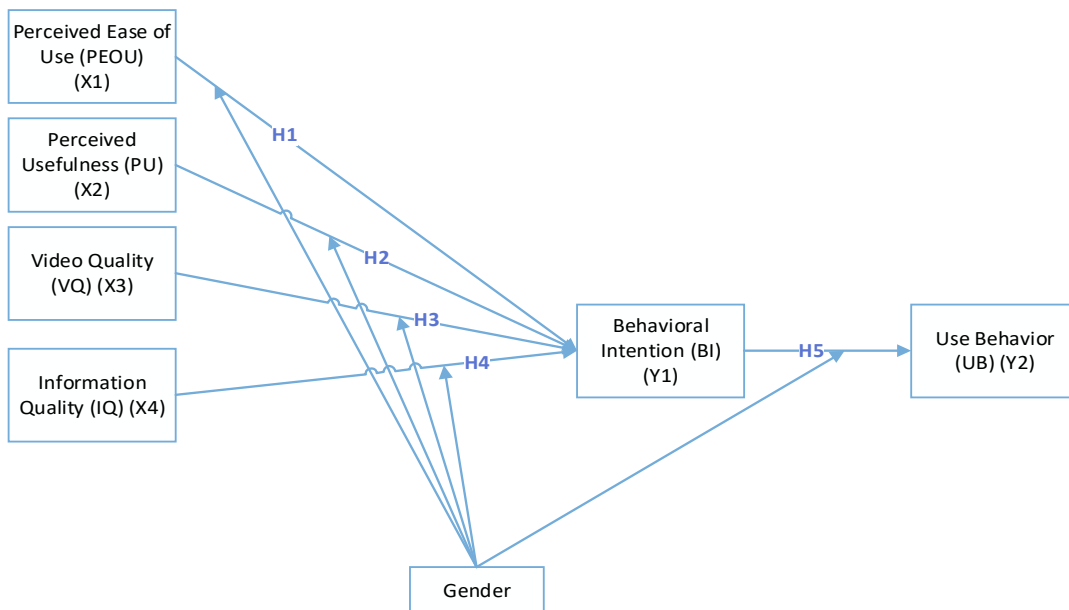 Perceived Ease of
Use (PEOU)
(X1)
H1
Perceived
Usefulness (PU)
(X2)
H2
Video Quality
(VQ) (X3)
H3
Information
Quality (IQ) (X4)
H4
Behavioral
Intention (BI)
(Y1)
H5
Use Behavior
(UB) (Y2)
Gender